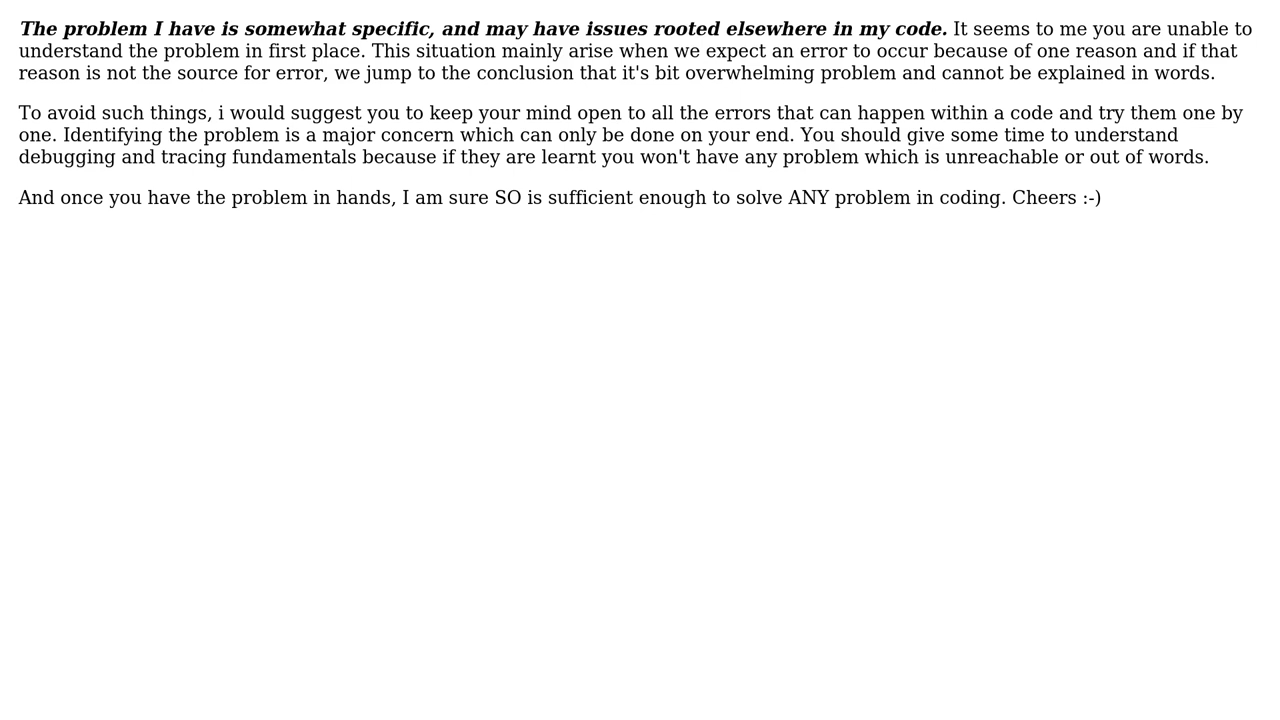 The problem I have is somewhat specific, and may have issues rooted elsewhere in my code. It seems to me you are unable to
understand the problem in first place. This situation mainly arise when we expect an error to occur because of one reason and if that
reason is not the source for error, we jump to the conclusion that it's bit overwhelming problem and cannot be explained in words.
To avoid such things, i would suggest you to keep your mind open to all the errors that can happen within a code and try them one by
one. Identifying the problem is a major concern which can only be done on your end. You should give some time to understand
debugging and tracing fundamentals because if they are learnt you won't have any problem which is unreachable or out of words.
And once you have the problem in hands, I am sure SO is sufficient enough to solve ANY problem in coding. Cheers :-)